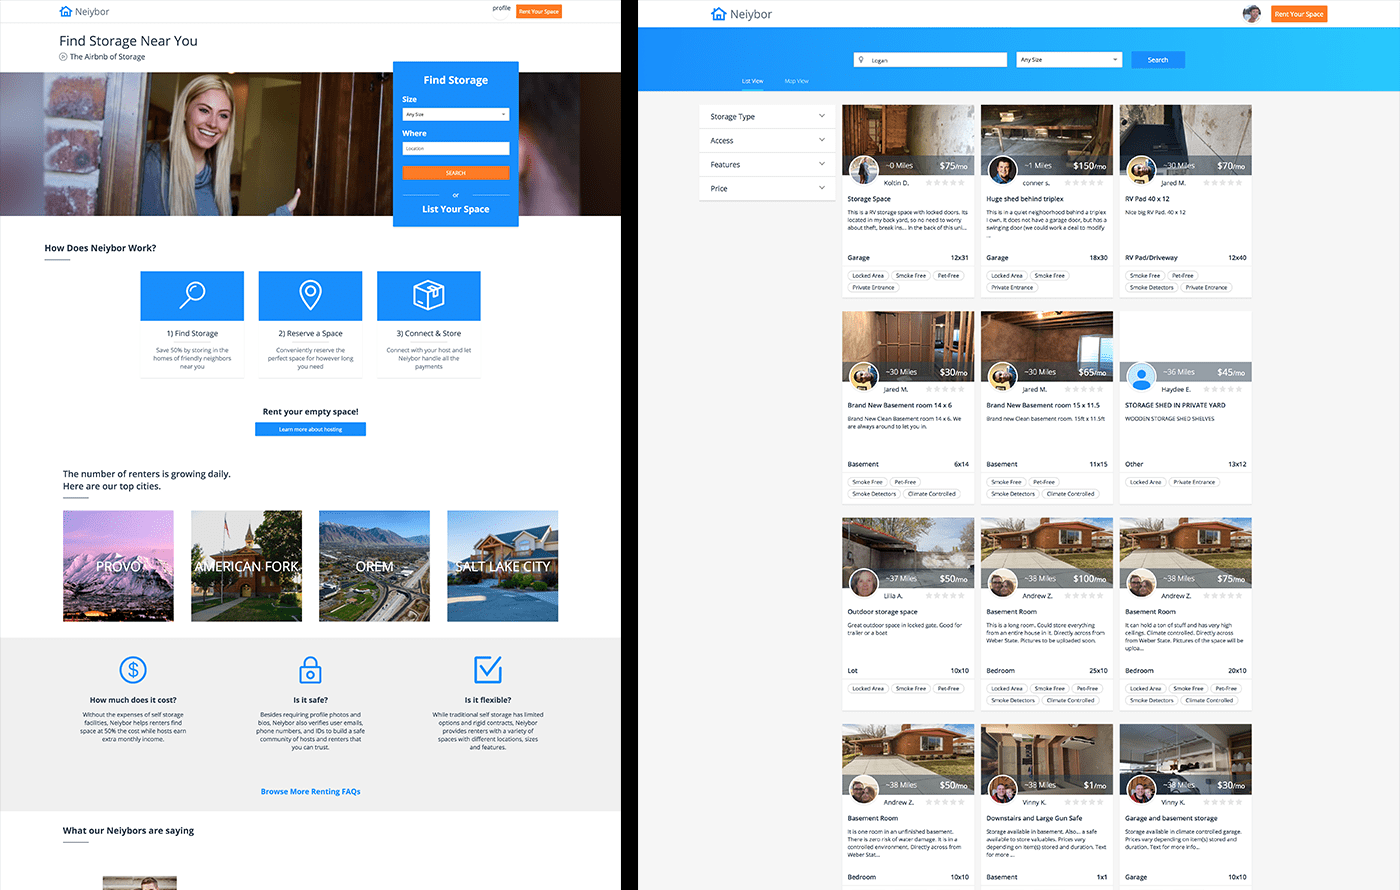 Neiybor
profile
Rent Your Space
Find Storage Near You
The Airbnb of Storage
Find Storage
Size
Any Size
Where
Location
SEARCH
or
List Your Space
How Does Neiybor Work?
1) Find Storage
Save 50% by storing in the
homes of friendly neighbors
near you
2) Reserve a Space
Conveniently reserve the
perfect space for however long
you need
3) Connect & Store
Connect with your host and let
Neiybor handle all the
payments
Rent your empty space!
Learn more about hosting
The number of renters is growing daily.
Here are our top cities.
PROVO
AMERICAN FORK
OREM
SALT LAKE CITY
How much does it cost?
Without the expenses of self storage
facilities, Neiybor helps renters find
space at 50% the cost while hosts earn
extra monthly income.
Is it safe?
Besides requiring profile photos and
bios, Neiybor also verifies user emails,
phone numbers, and IDs to build a safe
community of hosts and renters that
you can trust.
Is it flexible?
While traditional self storage has limited
options and rigid contracts, Neiybor
provides renters with a variety of
spaces with different locations, sizes
and features.
Browse More Renting FAQs
What our Neiybors are saying
Neiybor
Rent Your Space
Logan
Any Size
Search
List View
Map View
Storage Type
Access
Features
Price
~0 Miles
$75/mo
Koltin D.
Storage Space
This is a RV storage space with locked doors. Its
located in my back yard, so no need to worry
about theft, break ins... In the back of this uni...
Garage
12x31
Locked Area
Smoke Free
Pet-Free
Private Entrance
~1 Miles
$150/mo
conner s.
Huge shed behind triplex
This is in a quiet neighborhood behind a triplex
I own. It does not have a garage door, but has a
swinging door (we could work a deal to modify
...
Garage
18x30
Locked Area
Smoke Free
Private Entrance
~30 Miles
$70/mo
Jared M.
RV Pad 40 x 12
Nice big RV Pad. 40 x 12
RV Pad/Driveway
12x40
Smoke Free
Pet-Free
Smoke Detectors
Private Entrance
~30 Miles
$30/mo
Jared M.
Brand New Basement room 14 x 6
Brand New Clean Basement room 14 x 6. We
are always around to let you in.
Basement
6x14
Smoke Free
Pet-Free
Smoke Detectors
Climate Controlled
~30 Miles
$65/mo
Jared M.
Brand New Basement room 15 x 11.5
Brand new Clean basement room. 15ft x 11.5ft
Basement
11x15
Smoke Free
Pet-Free
Smoke Detectors
Climate Controlled
~36 Miles
$45/mo
Haydee E.
STORAGE SHED IN PRIVATE YARD
WOODEN STORAGE SHED SHELVES
Other
13x12
Locked Area
Private Entrance
~37 Miles
$50/mo
Lilia A.
Outdoor storage space
Great outdoor space in locked gate. Good for
trailer or a boat
Lot
10x10
Locked Area
Smoke Free
Pet-Free
~38 Miles
$100/mo
Andrew Z.
Basement Room
This is a long room. Could store everything
from an entire house in it. Directly across from
Weber State. Pictures to be uploaded soon.
Bedroom
25x10
Locked Area
Smoke Free
Pet-Free
Smoke Detectors
Climate Controlled
~38 Miles
$75/mo
Andrew Z.
Basement Room
It can hold a ton of stuff and has very high
ceilings. Climate controlled. Directly across
from Weber State. Pictures of the space will be
uploa...
Bedroom
20x10
Locked Area
Smoke Free
Pet-Free
Smoke Detectors
Climate Controlled
~38 Miles
$50/mo
Andrew Z.
Basement Room
It is one room in an unfinished basement.
There is zero risk of water damage. It is in a
controlled environment. Directly across from
Weber Stat...
Bedroom
10x10
~38 Miles
$1/mo
Vinny K.
Downstairs and Large Gun Safe
Storage available in basement. Also... a safe
available to store valuables. Prices vary
depending on item(s) stored and duration. Text
for more ...
Basement
1x1
~38 Miles
$30/mo
Vinny K.
Garage and basement storage
Storage available in climate controlled garage.
Prices vary depending on item(s) stored and
duration. Text for more info...
Garage
10x10